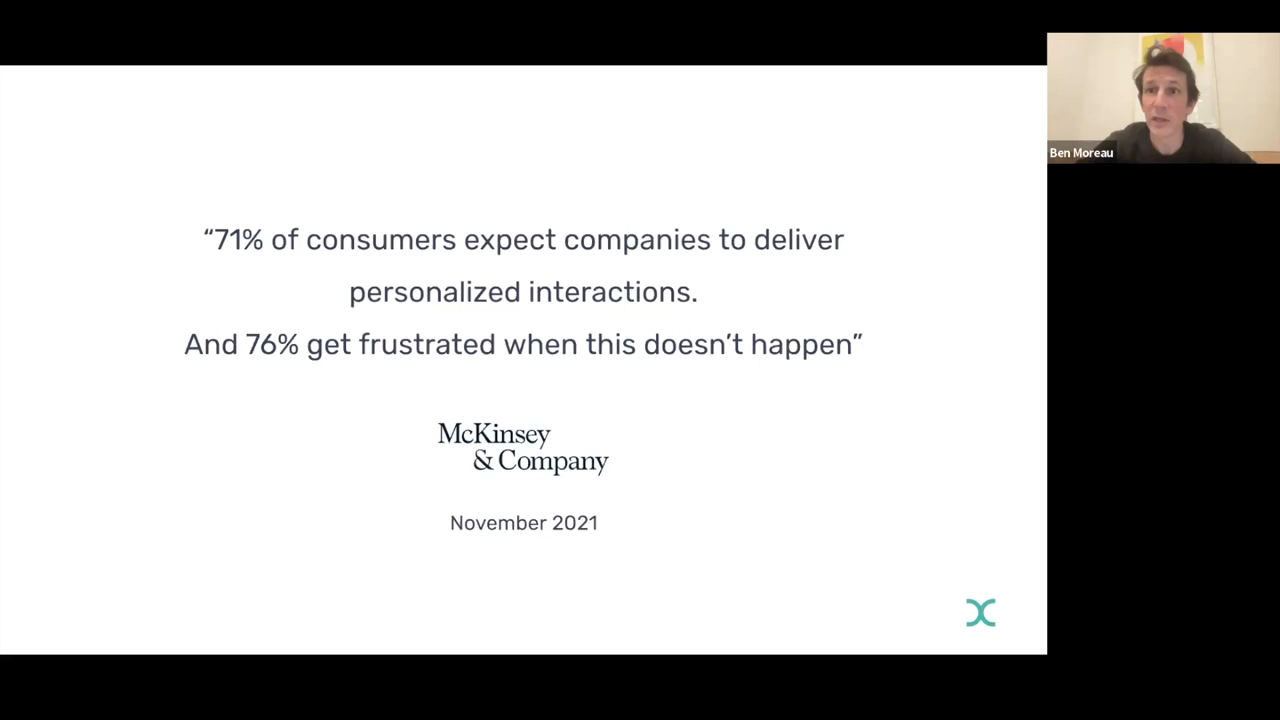 “71% of consumers expect companies to deliver
personalized interactions.
And 76% get frustrated when this doesn’t happen”
McKinsey
& Company
November 2021
Ben Moreau